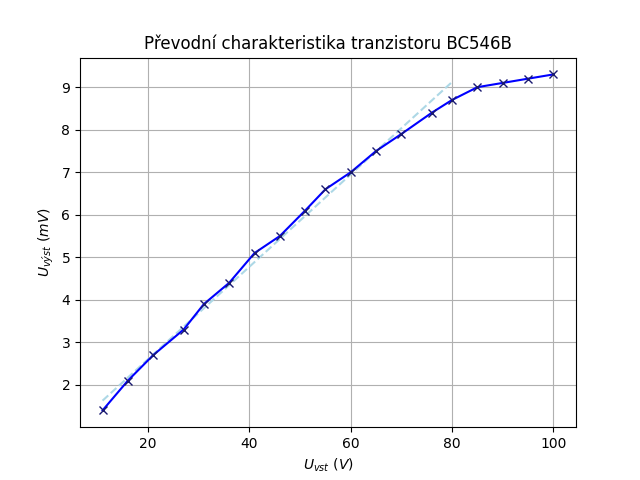 Převodní charakteristika tranzistoru BC546B
9
8
7
6
5
4
3
2
U_výst (mV)
20 40 60 80 100
U_vst (V)